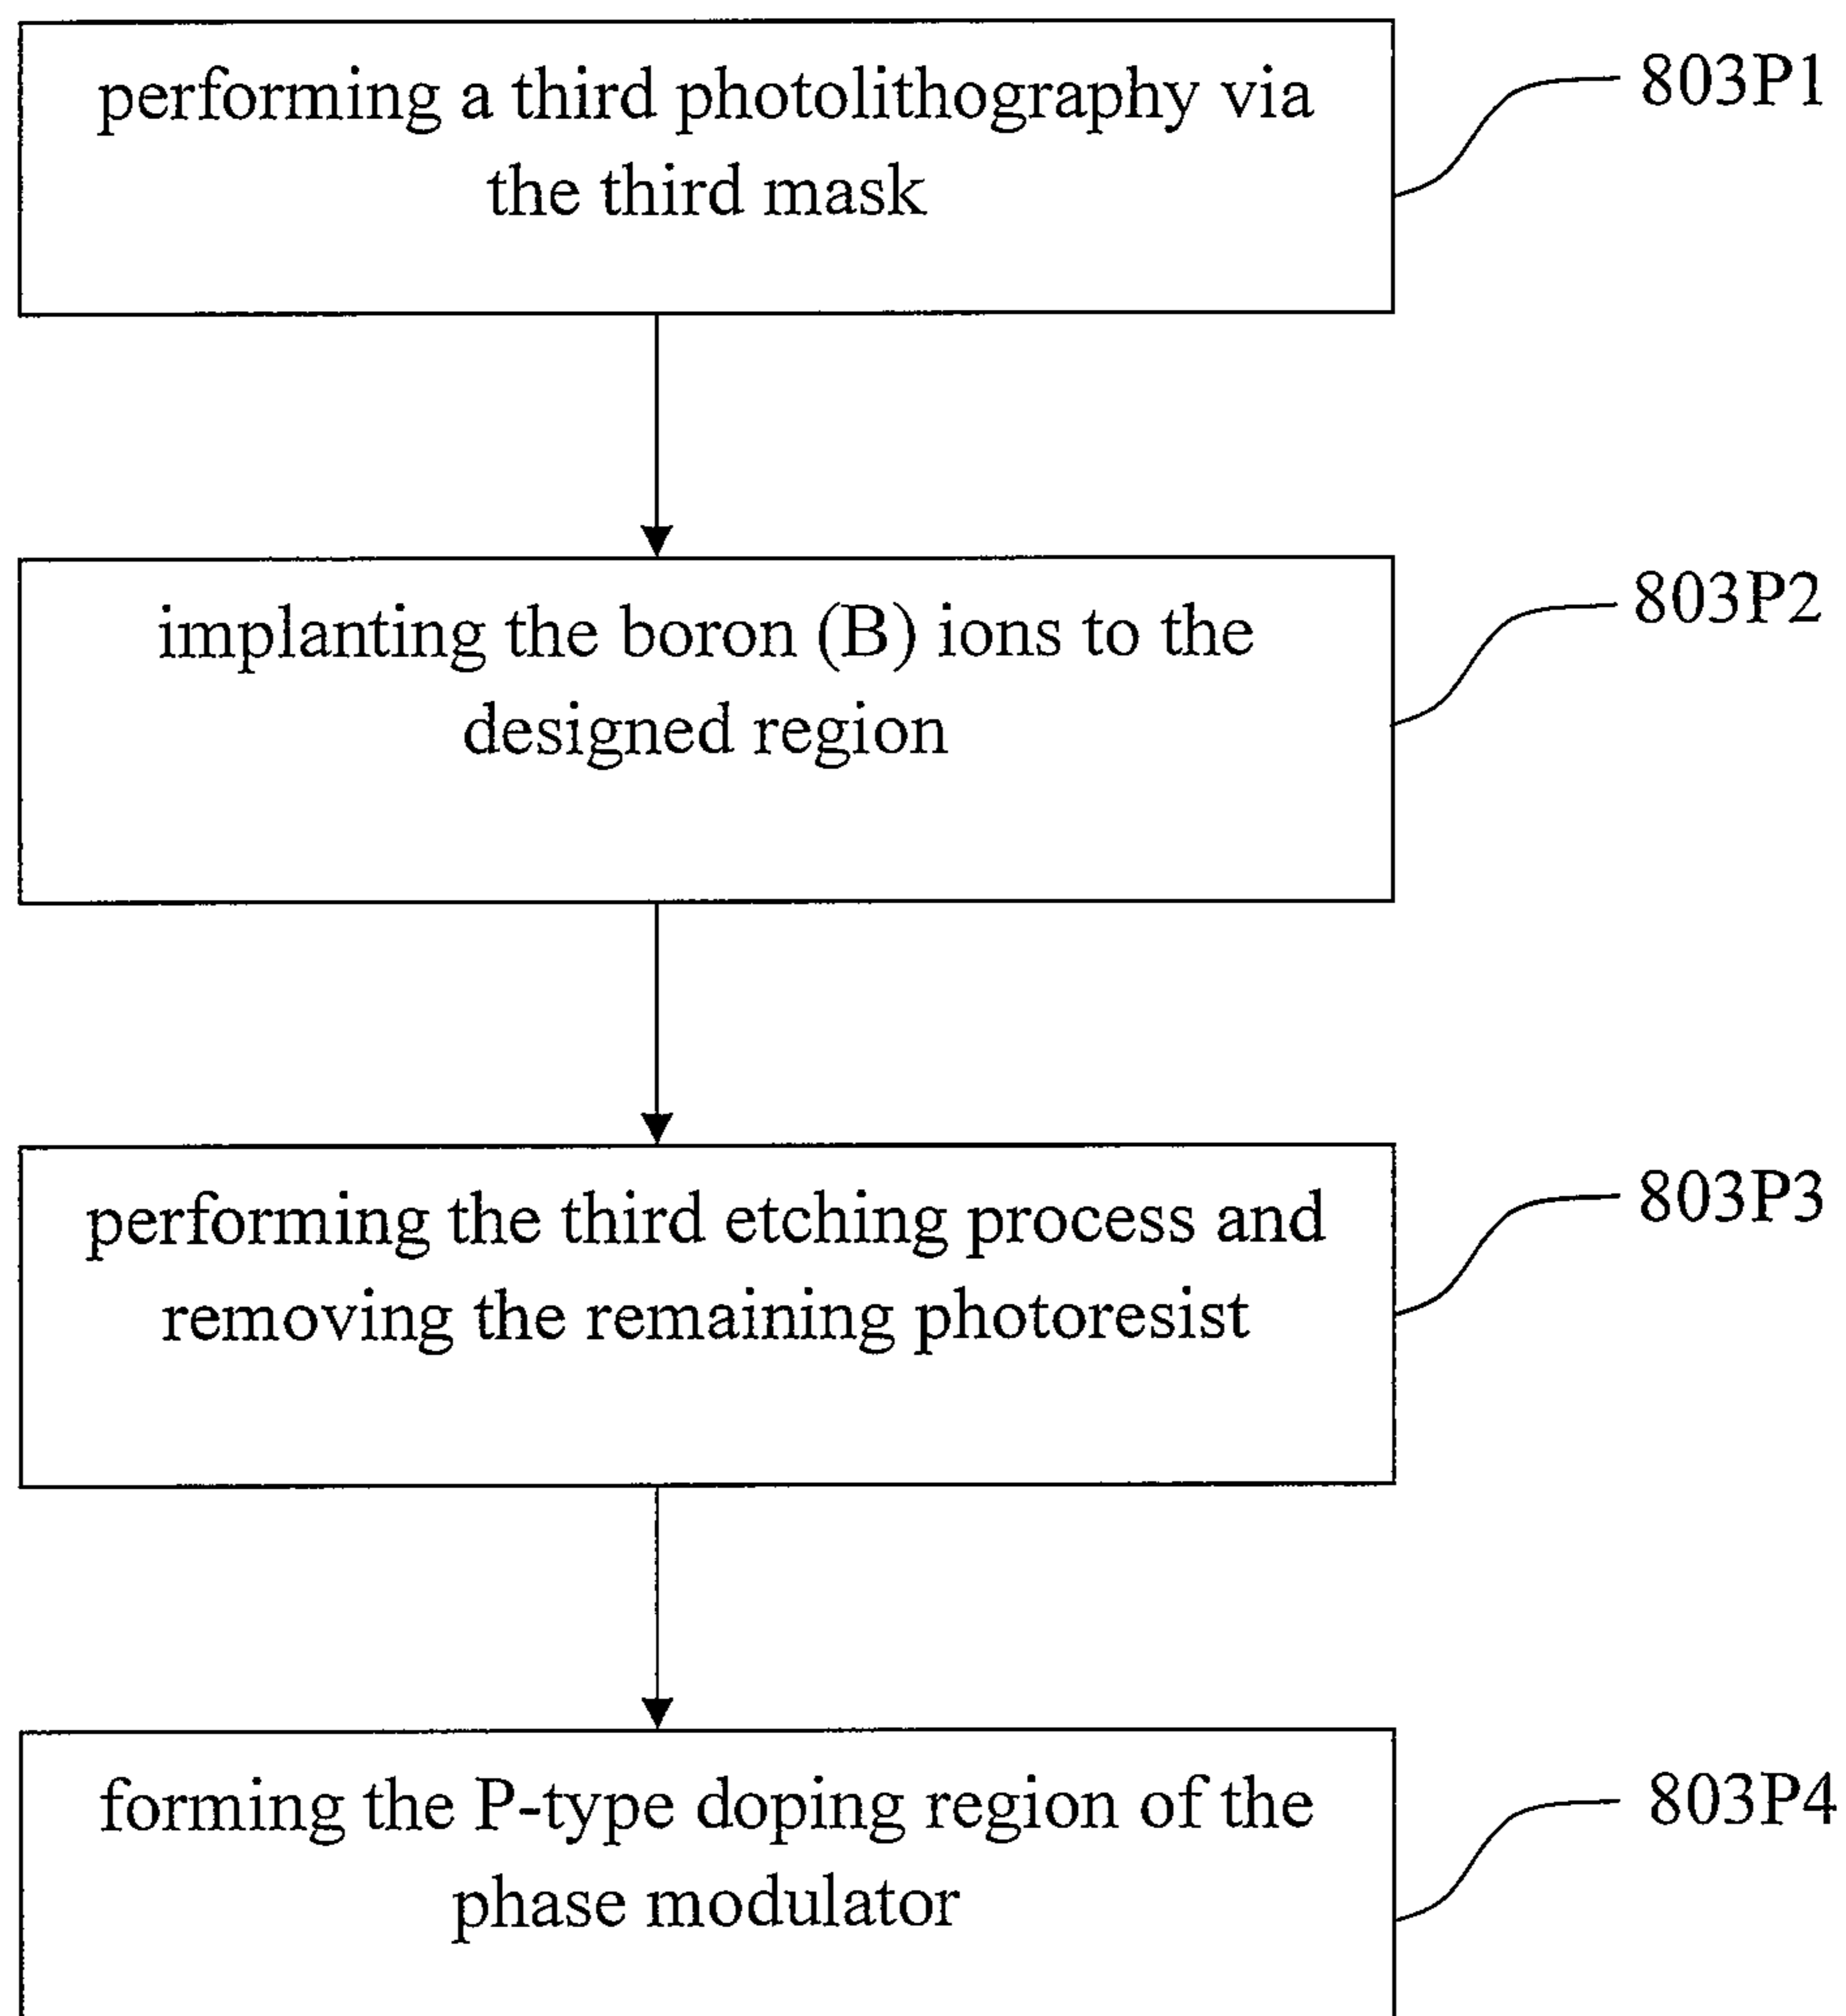 performing a third photolithography via
the third mask
803P1
implanting the boron (B) ions to the
designed region
803P2
performing the third etching process and
removing the remaining photoresist
803P3
forming the P-type doping region of the
phase modulator
803P4